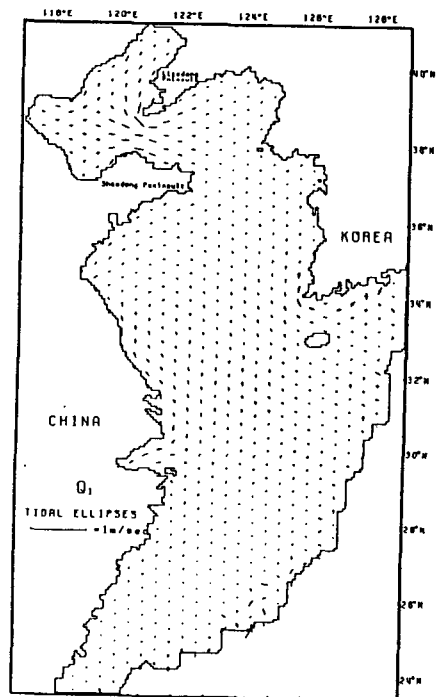 118°E 120°E 122°E 124°E 126°E 128°E
40°N
38°N
Shandong Peninsula
36°N
KOREA
34°N
32°N
CHINA
30°N
Q1
TIDAL ELLIPSES
=1m/sec
28°N
26°N
24°N